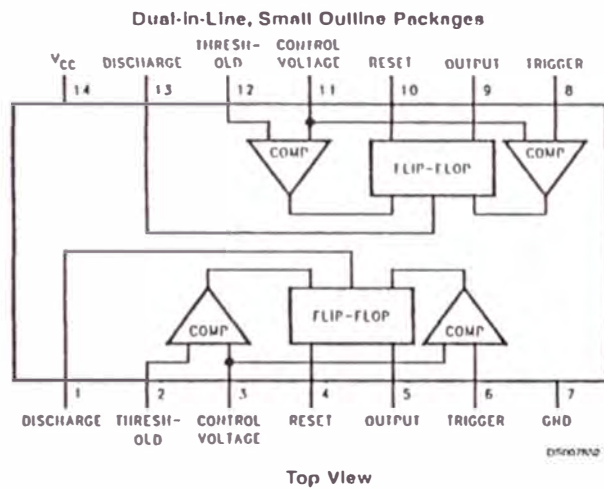 Dual-In-Line, Small Outline Packages
VCC DISCHARGE THRESH-OLD CONTROL VOLTAGE RESET OUTPUT TRIGGER
14 13 12 11 10 9 8
COMP FLIP-FLOP COMP
COMP FLIP-FLOP COMP
1 2 3 4 5 6 7
DISCHARGE THRESH-OLD CONTROL VOLTAGE RESET OUTPUT TRIGGER GND
Top View